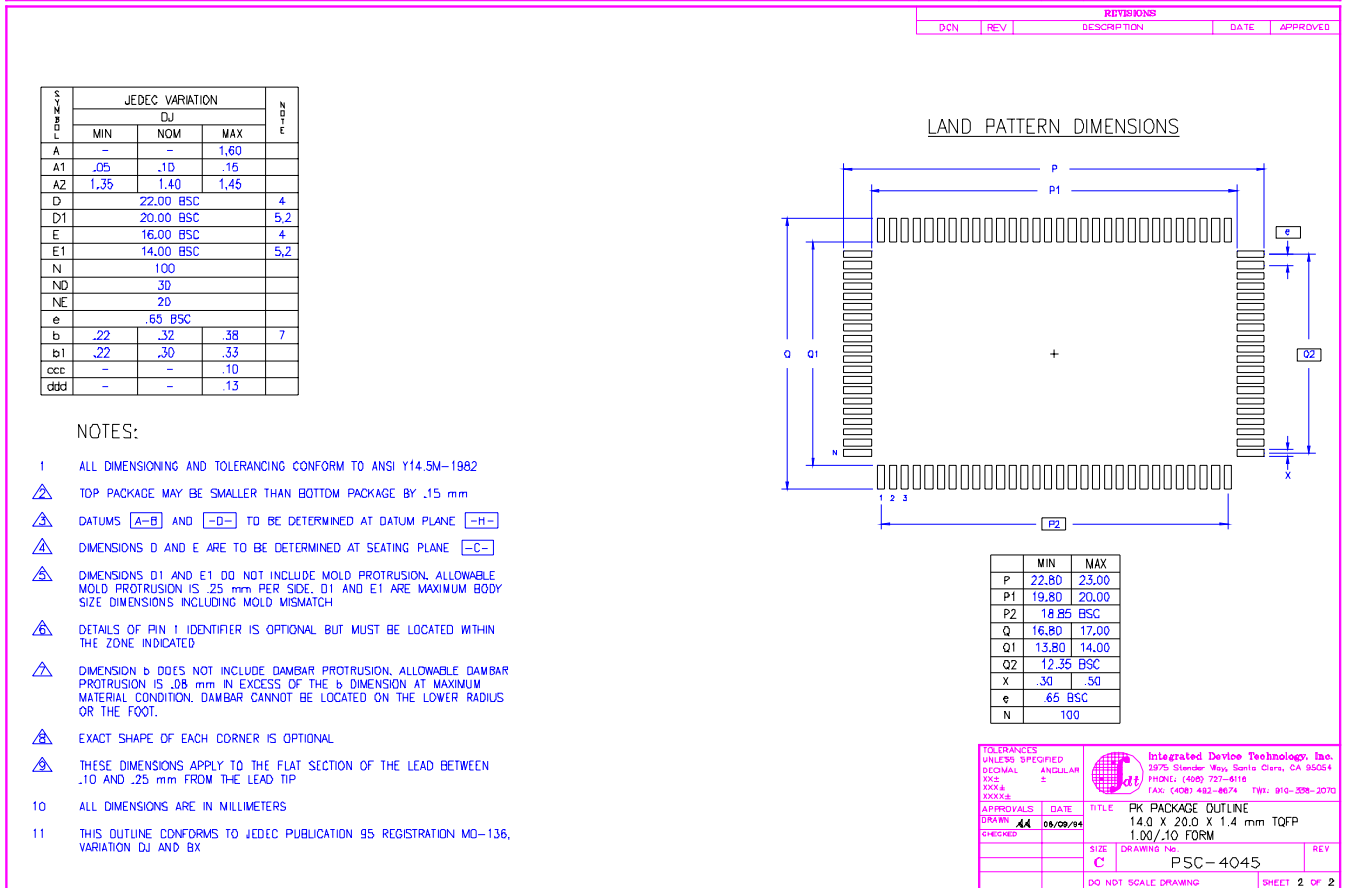 REVISIONS
DCN REV DESCRIPTION DATE APPROVED
SYMBOL JEDEC VARIATION NOTE
DJ
MIN NOM MAX
A – – 1.60
A1 .05 .10 .15
A2 1.35 1.40 1.45
D 22.00 BSC 4
D1 20.00 BSC 5,2
E 16.00 BSC 4
E1 14.00 BSC 5,2
N 100
ND 30
NE 20
e .65 BSC
b .22 .32 .38 7
b1 .22 .30 .33
ccc – – .10
ddd – – .13
NOTES:
1 ALL DIMENSIONING AND TOLERANCING CONFORM TO ANSI Y14.5M–1982
2 TOP PACKAGE MAY BE SMALLER THAN BOTTOM PACKAGE BY .15 mm
3 DATUMS A–B AND –D– TO BE DETERMINED AT DATUM PLANE –H–
4 DIMENSIONS D AND E ARE TO BE DETERMINED AT SEATING PLANE –C–
5 DIMENSIONS D1 AND E1 DO NOT INCLUDE MOLD PROTRUSION. ALLOWABLE
MOLD PROTRUSION IS .25 mm PER SIDE. D1 AND E1 ARE MAXIMUM BODY
SIZE DIMENSIONS INCLUDING MOLD MISMATCH
6 DETAILS OF PIN 1 IDENTIFIER IS OPTIONAL BUT MUST BE LOCATED WITHIN
THE ZONE INDICATED
7 DIMENSION b DOES NOT INCLUDE DAMBAR PROTRUSION. ALLOWABLE DAMBAR
PROTRUSION IS .08 mm IN EXCESS OF THE b DIMENSION AT MAXIMUM
MATERIAL CONDITION. DAMBAR CANNOT BE LOCATED ON THE LOWER RADIUS
OR THE FOOT.
8 EXACT SHAPE OF EACH CORNER IS OPTIONAL
9 THESE DIMENSIONS APPLY TO THE FLAT SECTION OF THE LEAD BETWEEN
.10 AND .25 mm FROM THE LEAD TIP
10 ALL DIMENSIONS ARE IN MILLIMETERS
11 THIS OUTLINE CONFORMS TO JEDEC PUBLICATION 95 REGISTRATION MO–136,
VARIATION DJ AND BX
LAND PATTERN DIMENSIONS
P
P1
e
Q Q1 Q2
N
X
1 2 3
P2
MIN MAX
P 22.80 23.00
P1 19.80 20.00
P2 18.85 BSC
Q 16.80 17.00
Q1 13.80 14.00
Q2 12.35 BSC
X .30 .50
e .65 BSC
N 100
TOLERANCES
UNLESS SPECIFIED
DECIMAL ANGULAR
XX± ±
XXX±
XXXX±
idt
Integrated Device Technology, Inc.
2975 Stender Way, Santa Clara, CA 95054
PHONE: (408) 727–6116
FAX: (408) 492–8674 TWX: 910–338–2070
APPROVALS DATE
DRAWN AA 06/09/94
CHECKED
TITLE PK PACKAGE OUTLINE
14.0 X 20.0 X 1.4 mm TQFP
1.00/.10 FORM
SIZE DRAWING No. REV
C PSC–4045
DO NOT SCALE DRAWING SHEET 2 OF 2